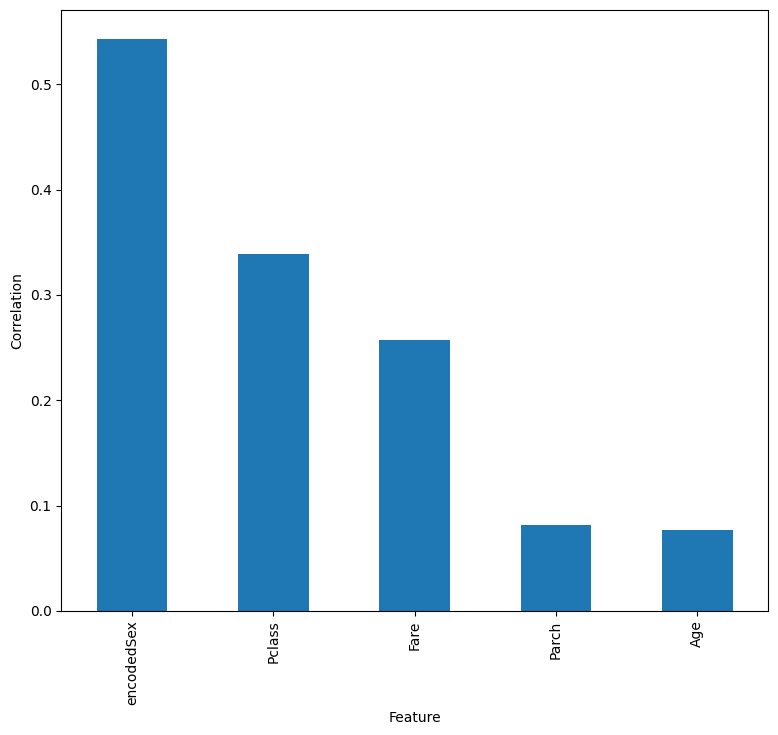 0.5
0.4
0.3
0.2
0.1
0.0
Correlation
encodedSex
Pclass
Fare
Parch
Age
Feature